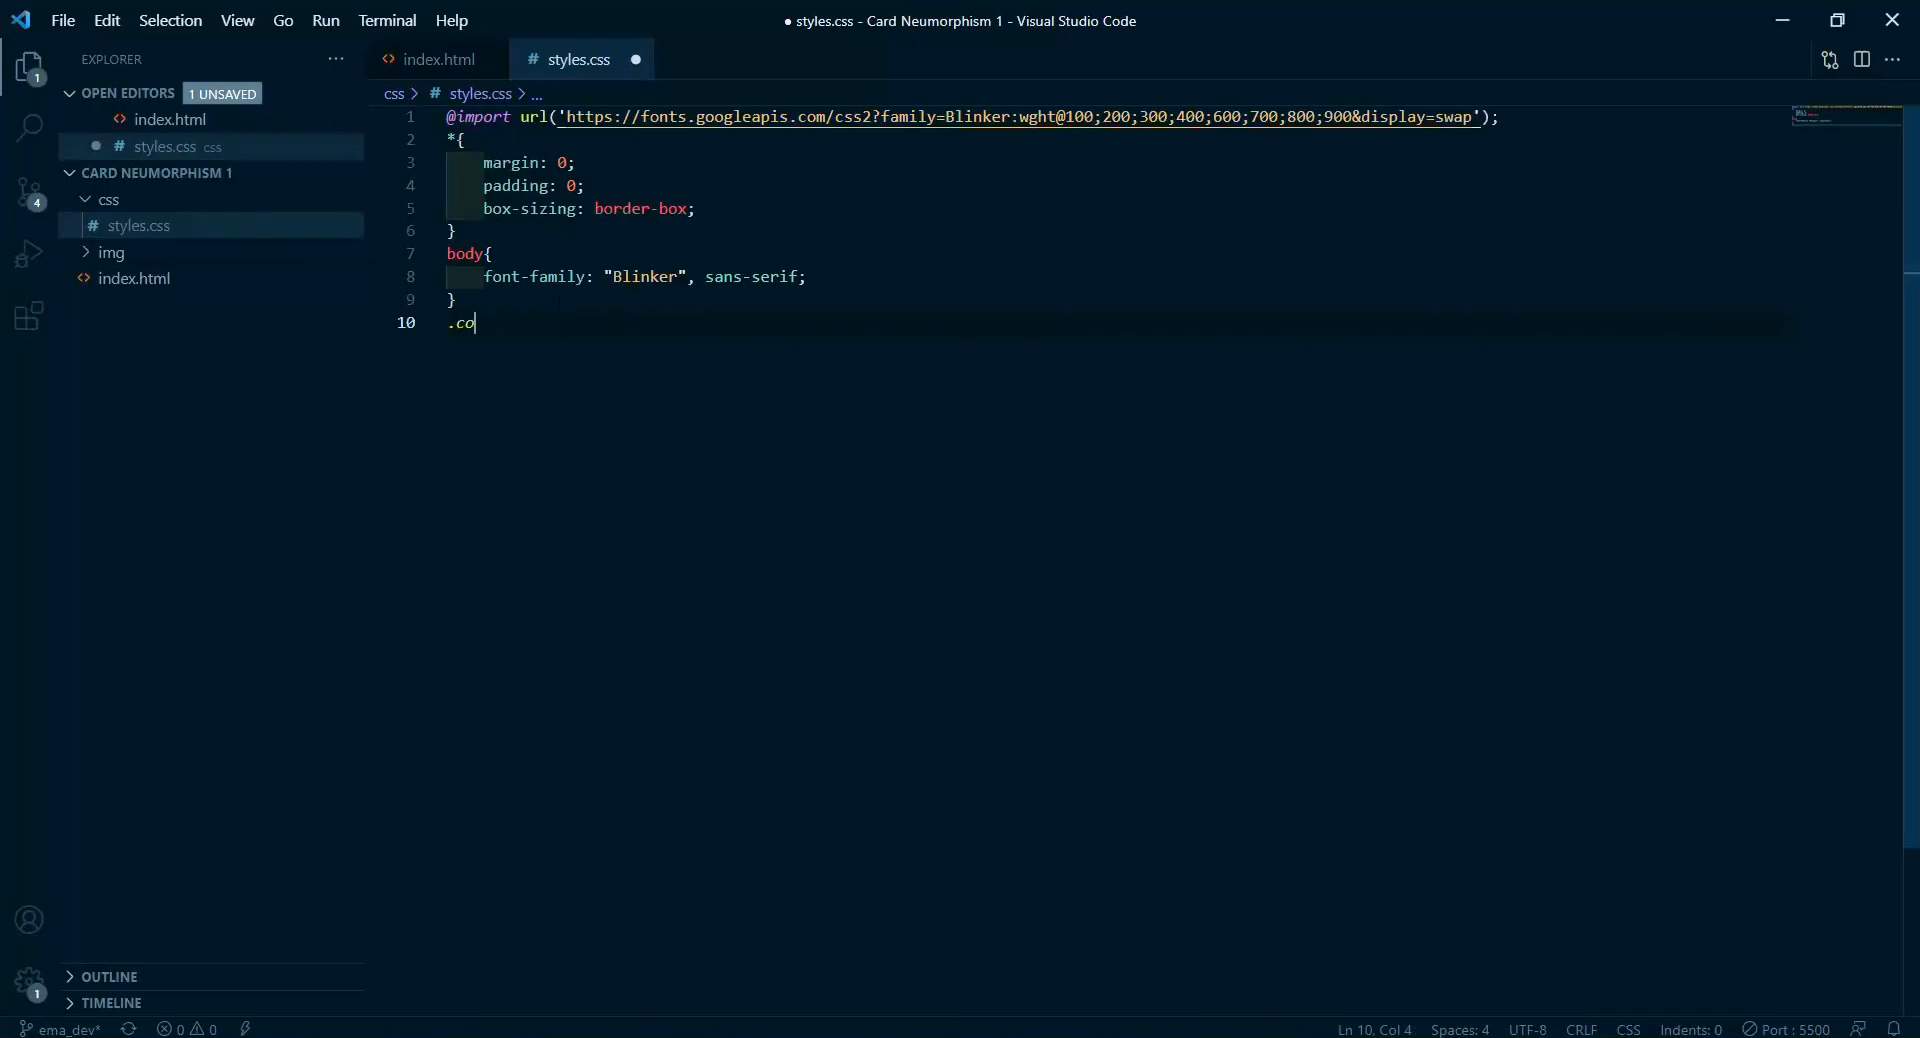 File Edit Selection View Go Run Terminal Help
● styles.css - Card Neumorphism 1 - Visual Studio Code
EXPLORER
index.html
# styles.css
1
OPEN EDITORS 1 UNSAVED
css > # styles.css > ...
index.html
# styles.css css
CARD NEUMORPHISM 1
css
# styles.css
img
index.html
4
1 @import url('https://fonts.googleapis.com/css2?family=Blinker:wght@100;200;300;400;600;700;800;900&display=swap');
2 *{
3 margin: 0;
4 padding: 0;
5 box-sizing: border-box;
6 }
7 body{
8 font-family: "Blinker", sans-serif;
9 }
10 .co
OUTLINE
1
TIMELINE
ema_dev* 0 0
Ln 10, Col 4 Spaces: 4 UTF-8 CRLF CSS Indents: 0 Port : 5500